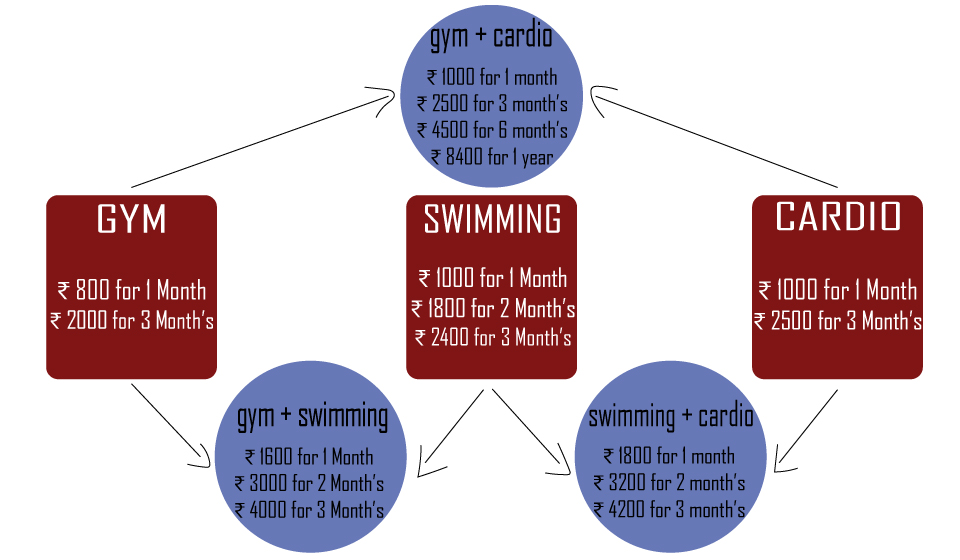 gym + cardio
₹ 1000 for 1 month
₹ 2500 for 3 month's
₹ 4500 for 6 month's
₹ 8400 for 1 year
GYM
₹ 800 for 1 Month
₹ 2000 for 3 Month's
SWIMMING
₹ 1000 for 1 Month
₹ 1800 for 2 Month's
₹ 2400 for 3 Month's
CARDIO
₹ 1000 for 1 Month
₹ 2500 for 3 Month's
gym + swimming
₹ 1600 for 1 Month
₹ 3000 for 2 Month's
₹ 4000 for 3 Month's
swimming + cardio
₹ 1800 for 1 month
₹ 3200 for 2 month's
₹ 4200 for 3 month's